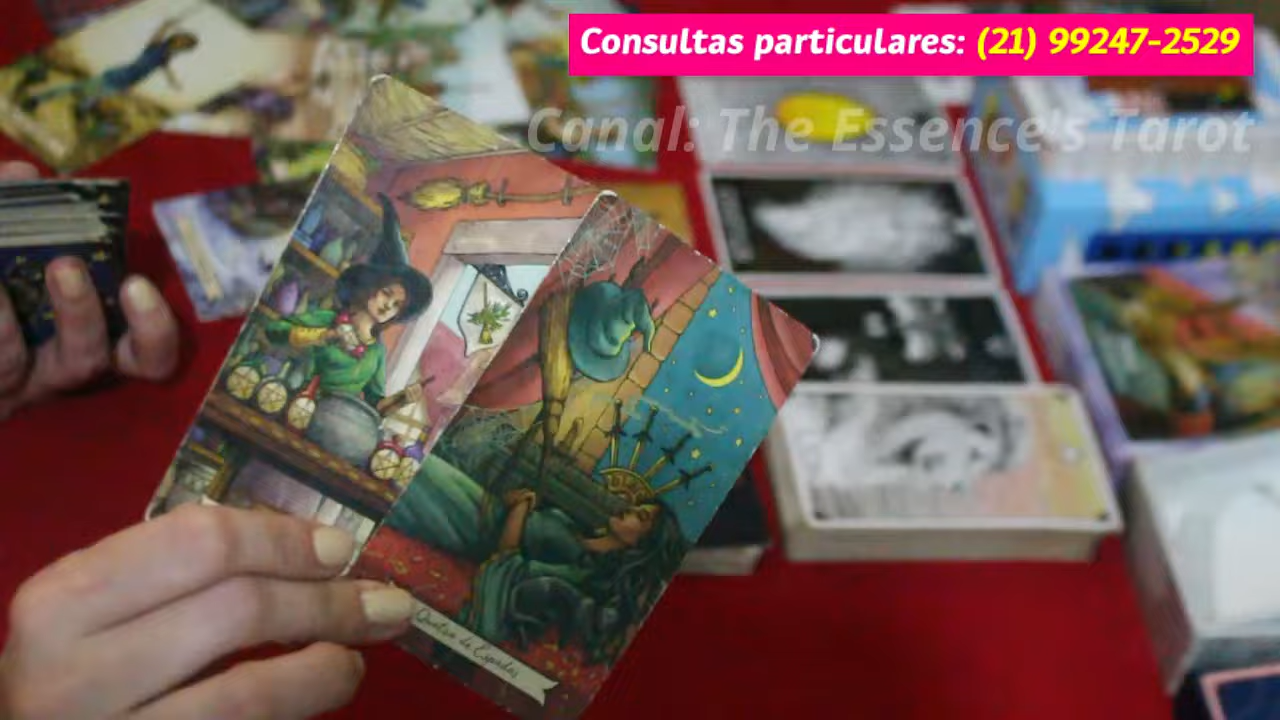 Consultas particulares: (21) 99247-2529
Canal: The Essence's Tarot
Quatro de Espadas